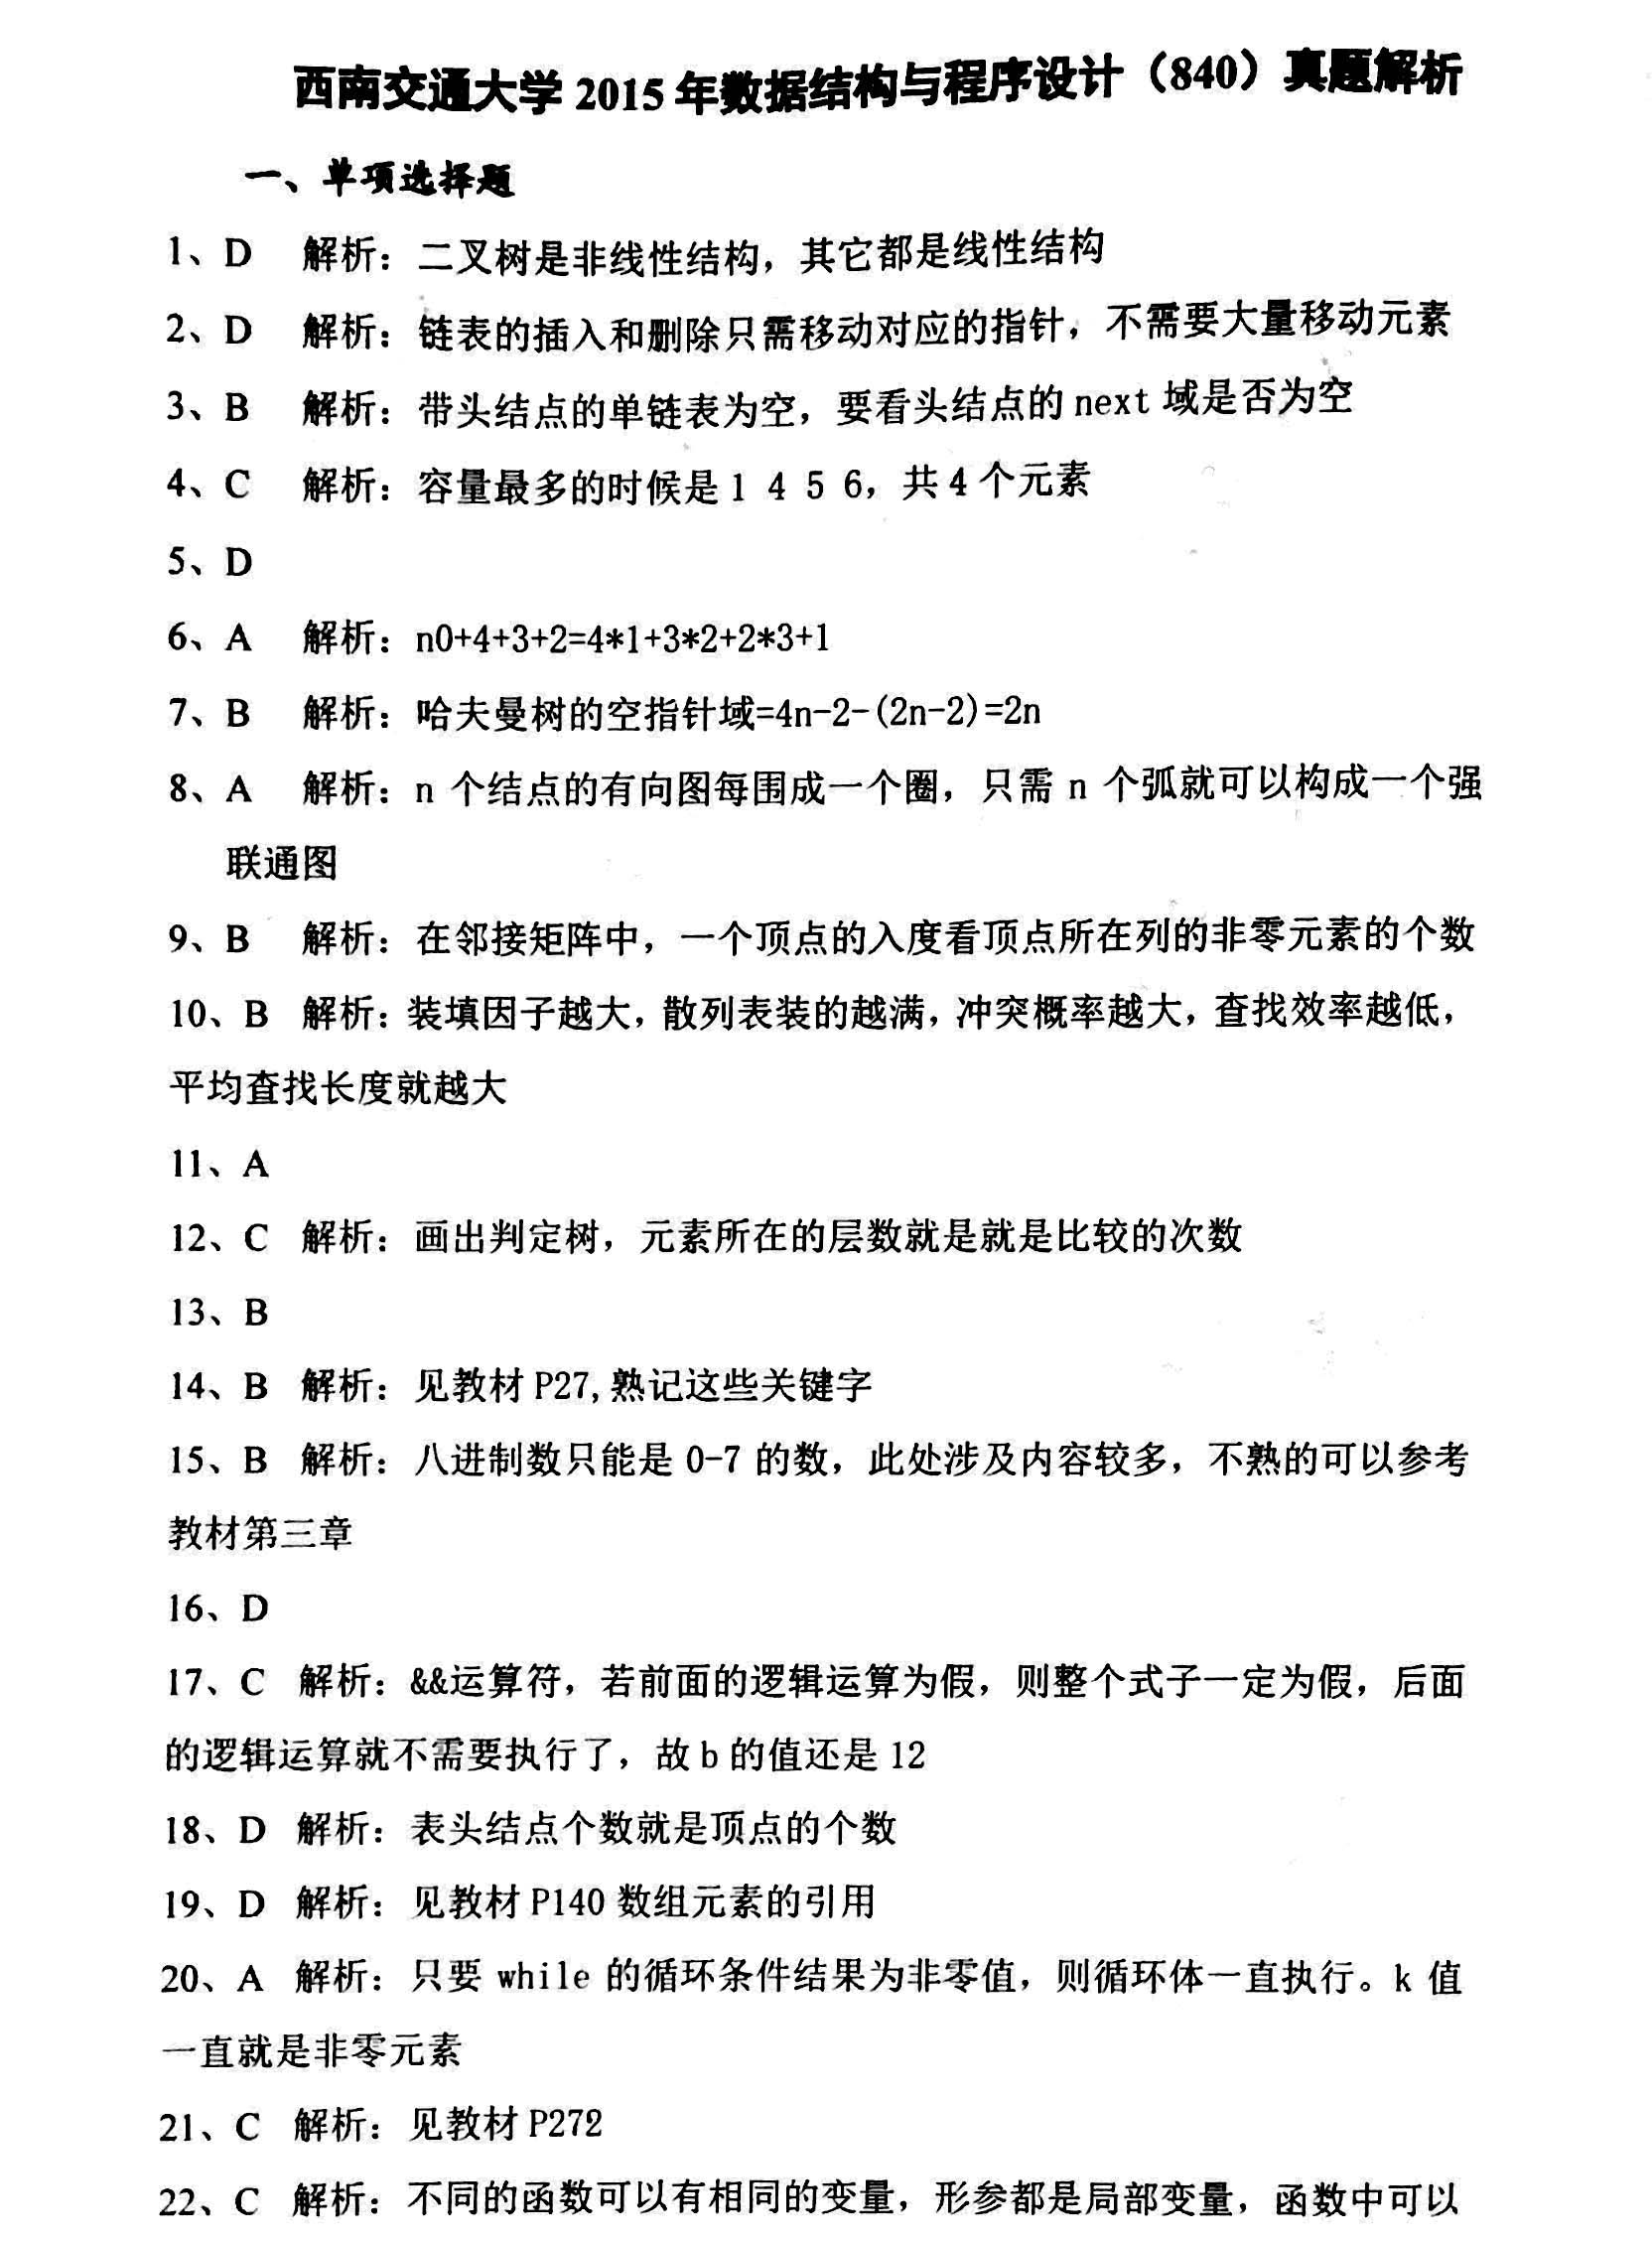 西南交通大学 2015 年数据结构与程序设计（840）真题解析
一、单项选择题
1、D 解析：二叉树是非线性结构，其它都是线性结构
2、D 解析：链表的插入和删除只需移动对应的指针，不需要大量移动元素
3、B 解析：带头结点的单链表为空，要看头结点的 next 域是否为空
4、C 解析：容量最多的时候是 1 4 5 6，共 4 个元素
5、D
6、A 解析：n0+4+3+2=4*1+3*2+2*3+1
7、B 解析：哈夫曼树的空指针域=4n-2-(2n-2)=2n
8、A 解析：n 个结点的有向图每围成一个圈，只需 n 个弧就可以构成一个强
联通图
9、B 解析：在邻接矩阵中，一个顶点的入度看顶点所在列的非零元素的个数
10、B 解析：装填因子越大，散列表装的越满，冲突概率越大，查找效率越低，
平均查找长度就越大
11、A
12、C 解析：画出判定树，元素所在的层数就是就是比较的次数
13、B
14、B 解析：见教材 P27,熟记这些关键字
15、B 解析：八进制数只能是 0-7 的数，此处涉及内容较多，不熟的可以参考
教材第三章
16、D
17、C 解析：&&运算符，若前面的逻辑运算为假，则整个式子一定为假，后面
的逻辑运算就不需要执行了，故 b 的值还是 12
18、D 解析：表头结点个数就是顶点的个数
19、D 解析：见教材 P140 数组元素的引用
20、A 解析：只要 while 的循环条件结果为非零值，则循环体一直执行。k 值
一直就是非零元素
21、C 解析：见教材 P272
22、C 解析：不同的函数可以有相同的变量，形参都是局部变量，函数中可以